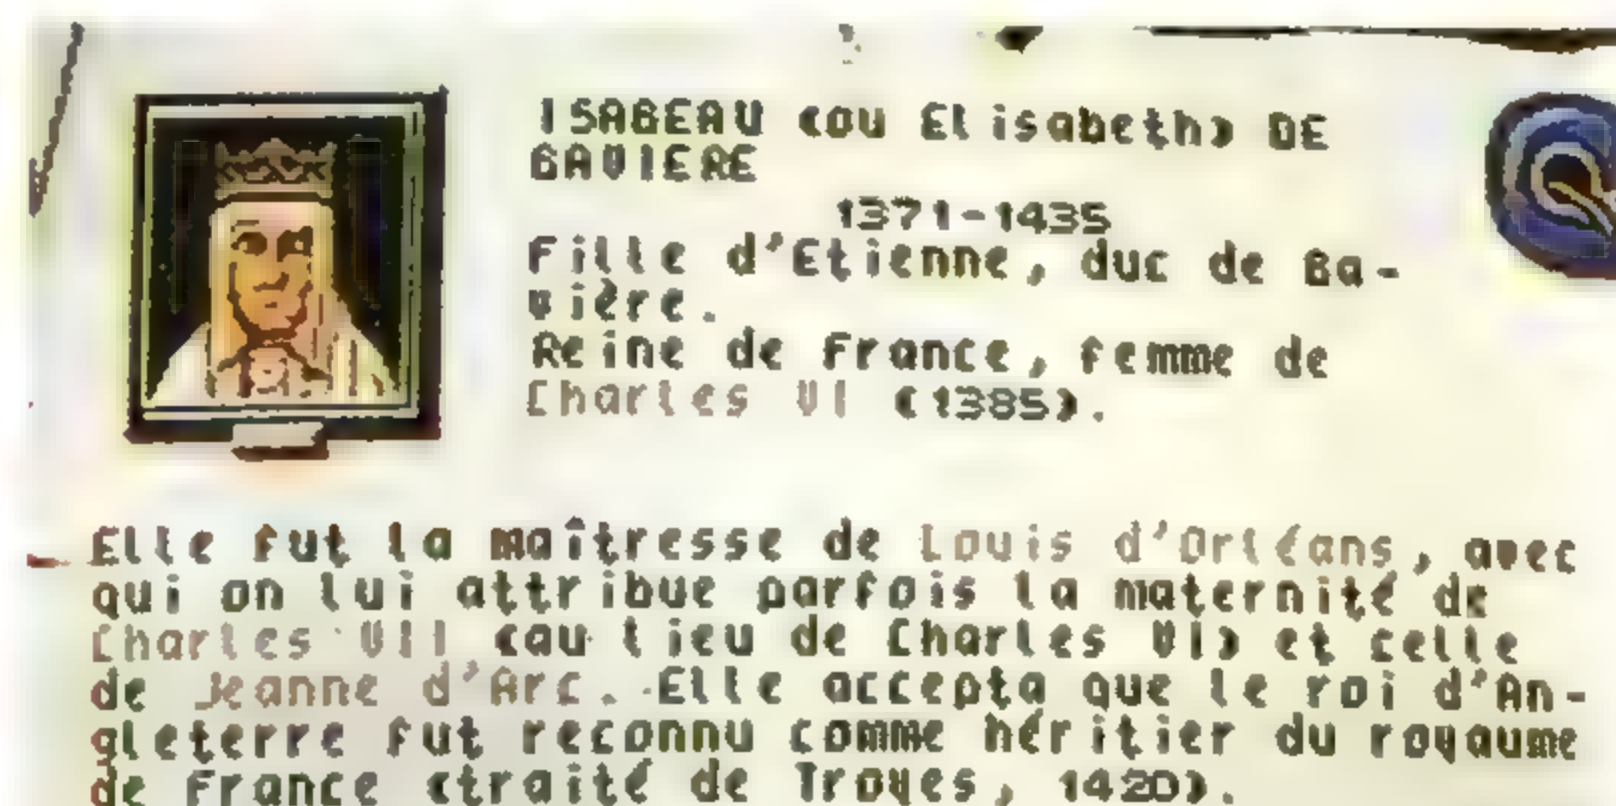 ISABEAU (ou Elisabeth) DE
BAVIERE
1371-1435
Fille d'Etienne, duc de Ba-
vière.
Reine de France, femme de
Charles VI (1385).
Elle fut la maîtresse de Louis d'Orléans, avec
qui on lui attribue parfois la maternité de
Charles VII (au lieu de Charles VI) et celle
de Jeanne d'Arc. Elle accepta que le roi d'An-
gleterre fut reconnu comme héritier du royaume
de France (traité de Troyes, 1420).